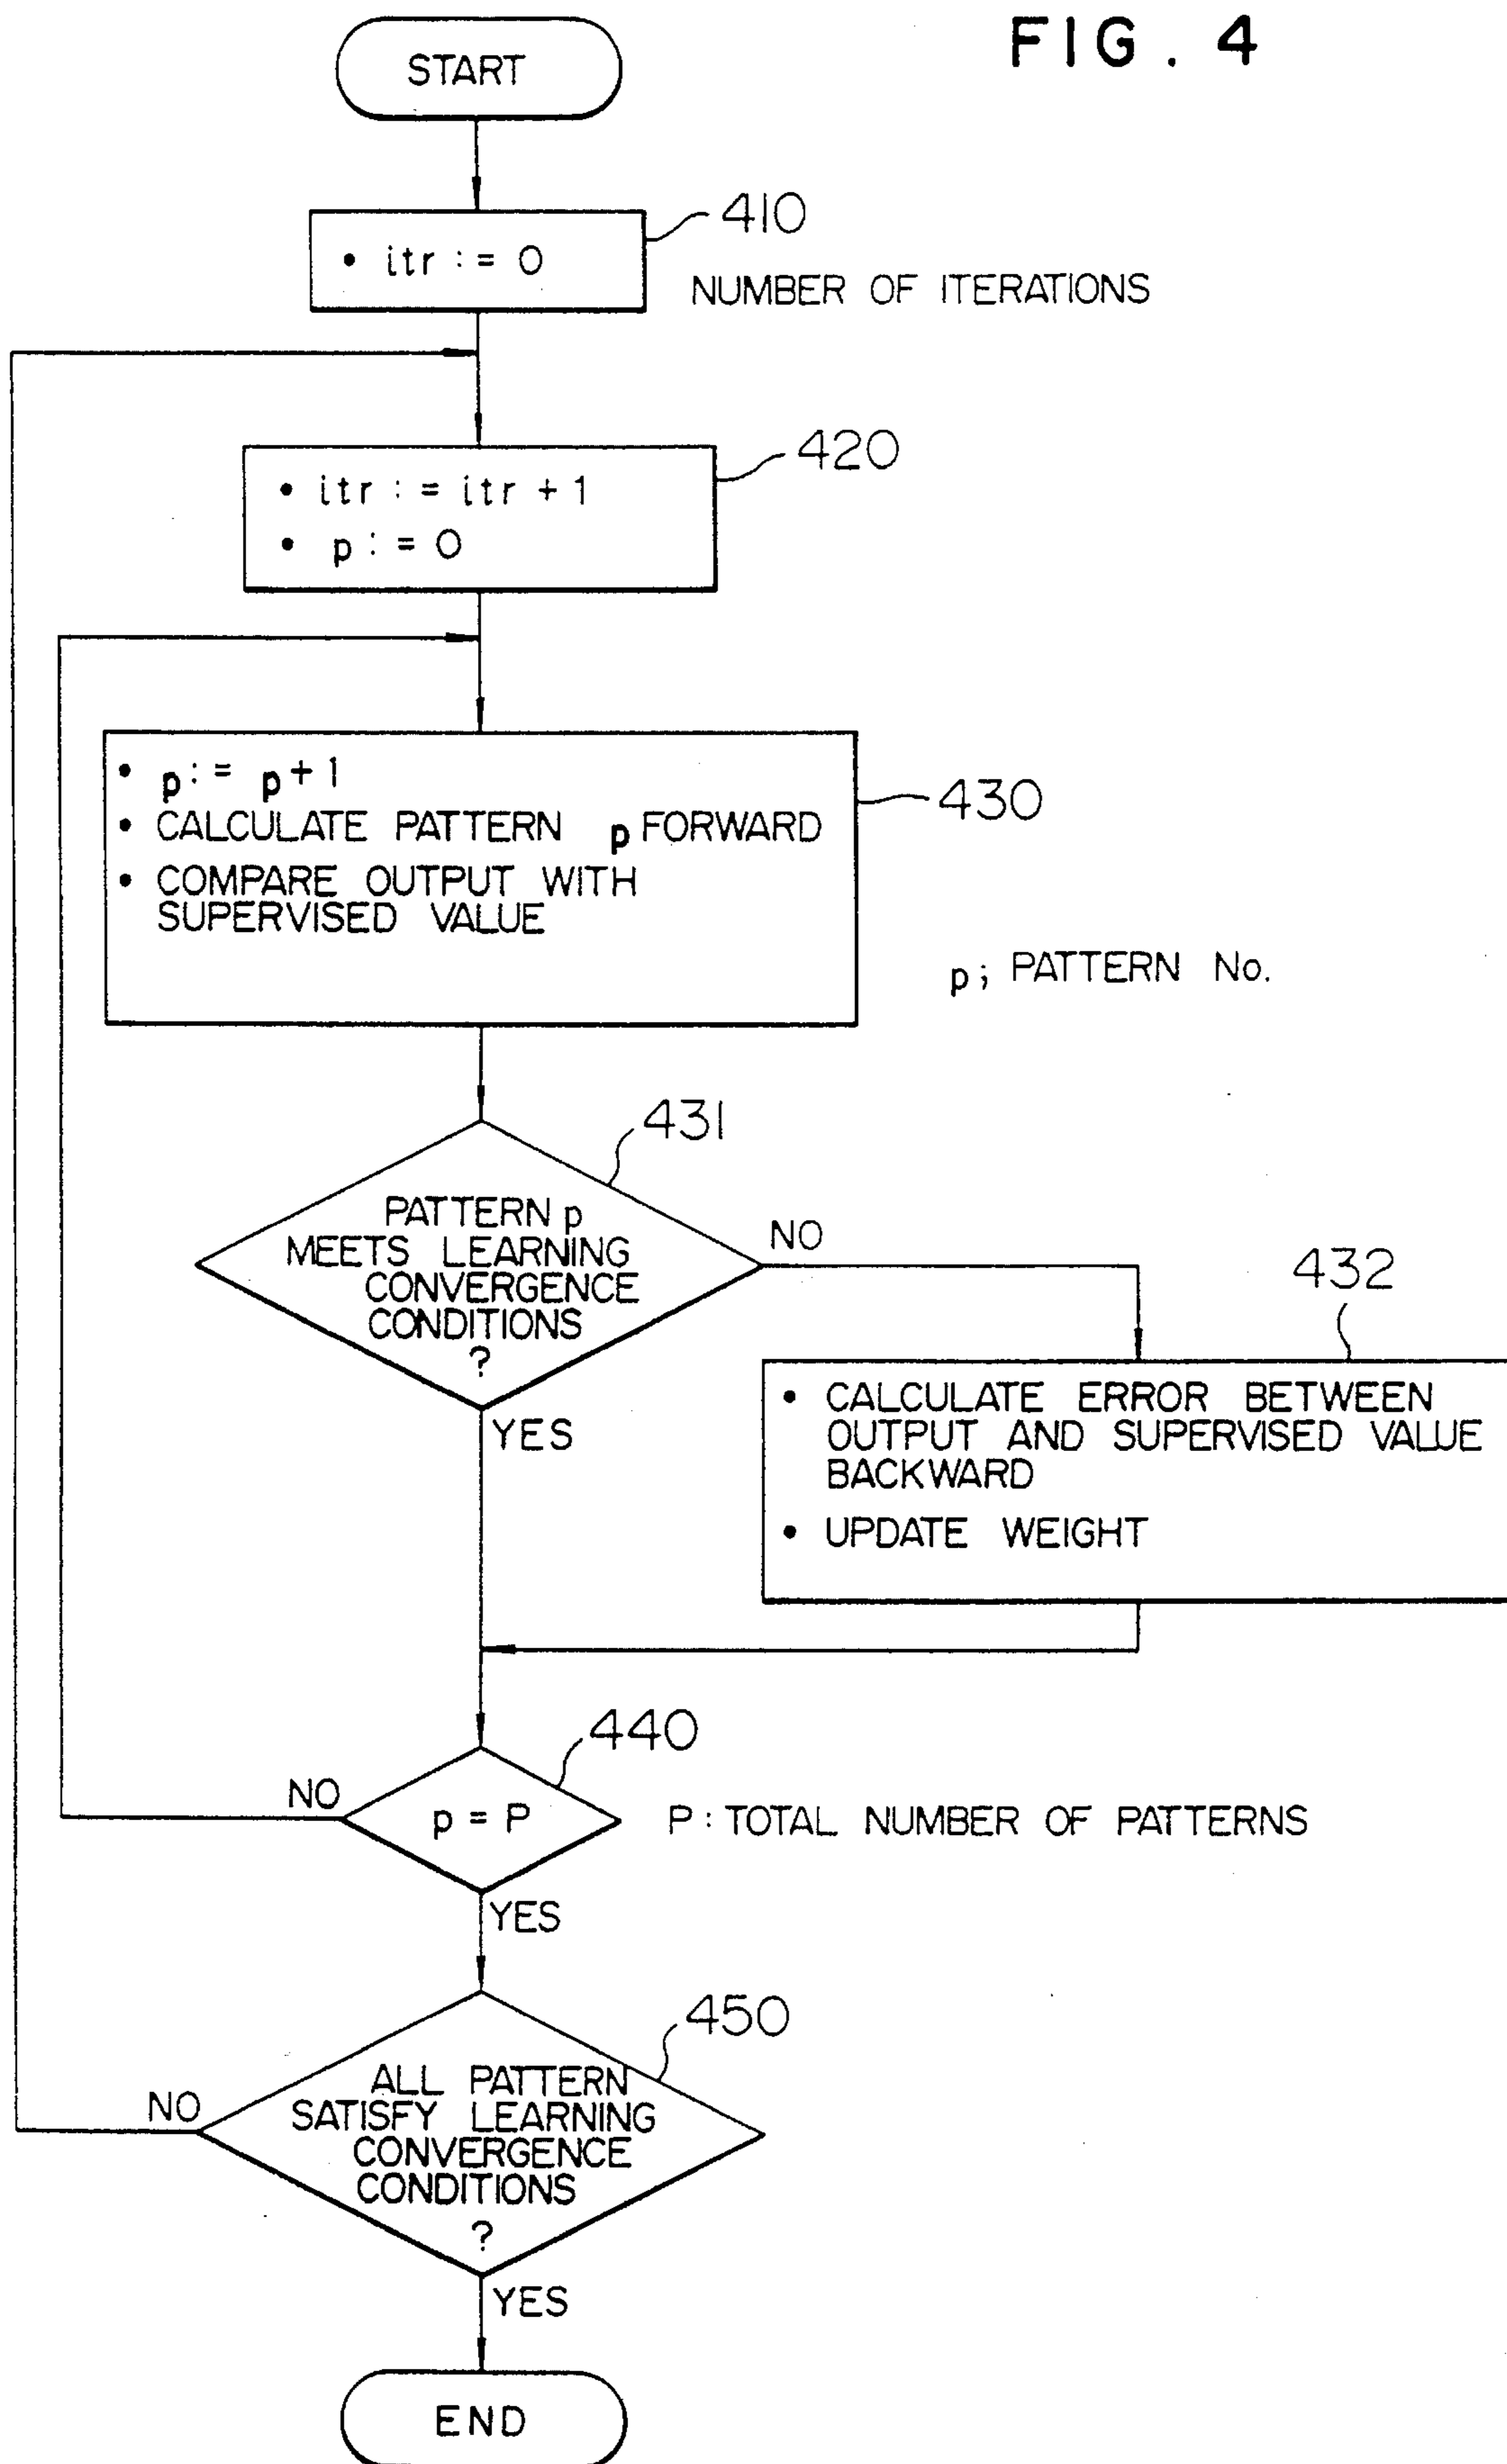 FIG. 4
START
410
• itr := 0
NUMBER OF ITERATIONS
420
• itr := itr + 1
• p := 0
430
• p := p + 1
• CALCULATE PATTERN p FORWARD
• COMPARE OUTPUT WITH
SUPERVISED VALUE
p; PATTERN No.
431
PATTERN p
MEETS LEARNING
CONVERGENCE
CONDITIONS
?
NO
YES
432
• CALCULATE ERROR BETWEEN
OUTPUT AND SUPERVISED VALUE
BACKWARD
• UPDATE WEIGHT
440
NO
p = P
P : TOTAL NUMBER OF PATTERNS
YES
450
NO
ALL PATTERN
SATISFY LEARNING
CONVERGENCE
CONDITIONS
?
YES
END